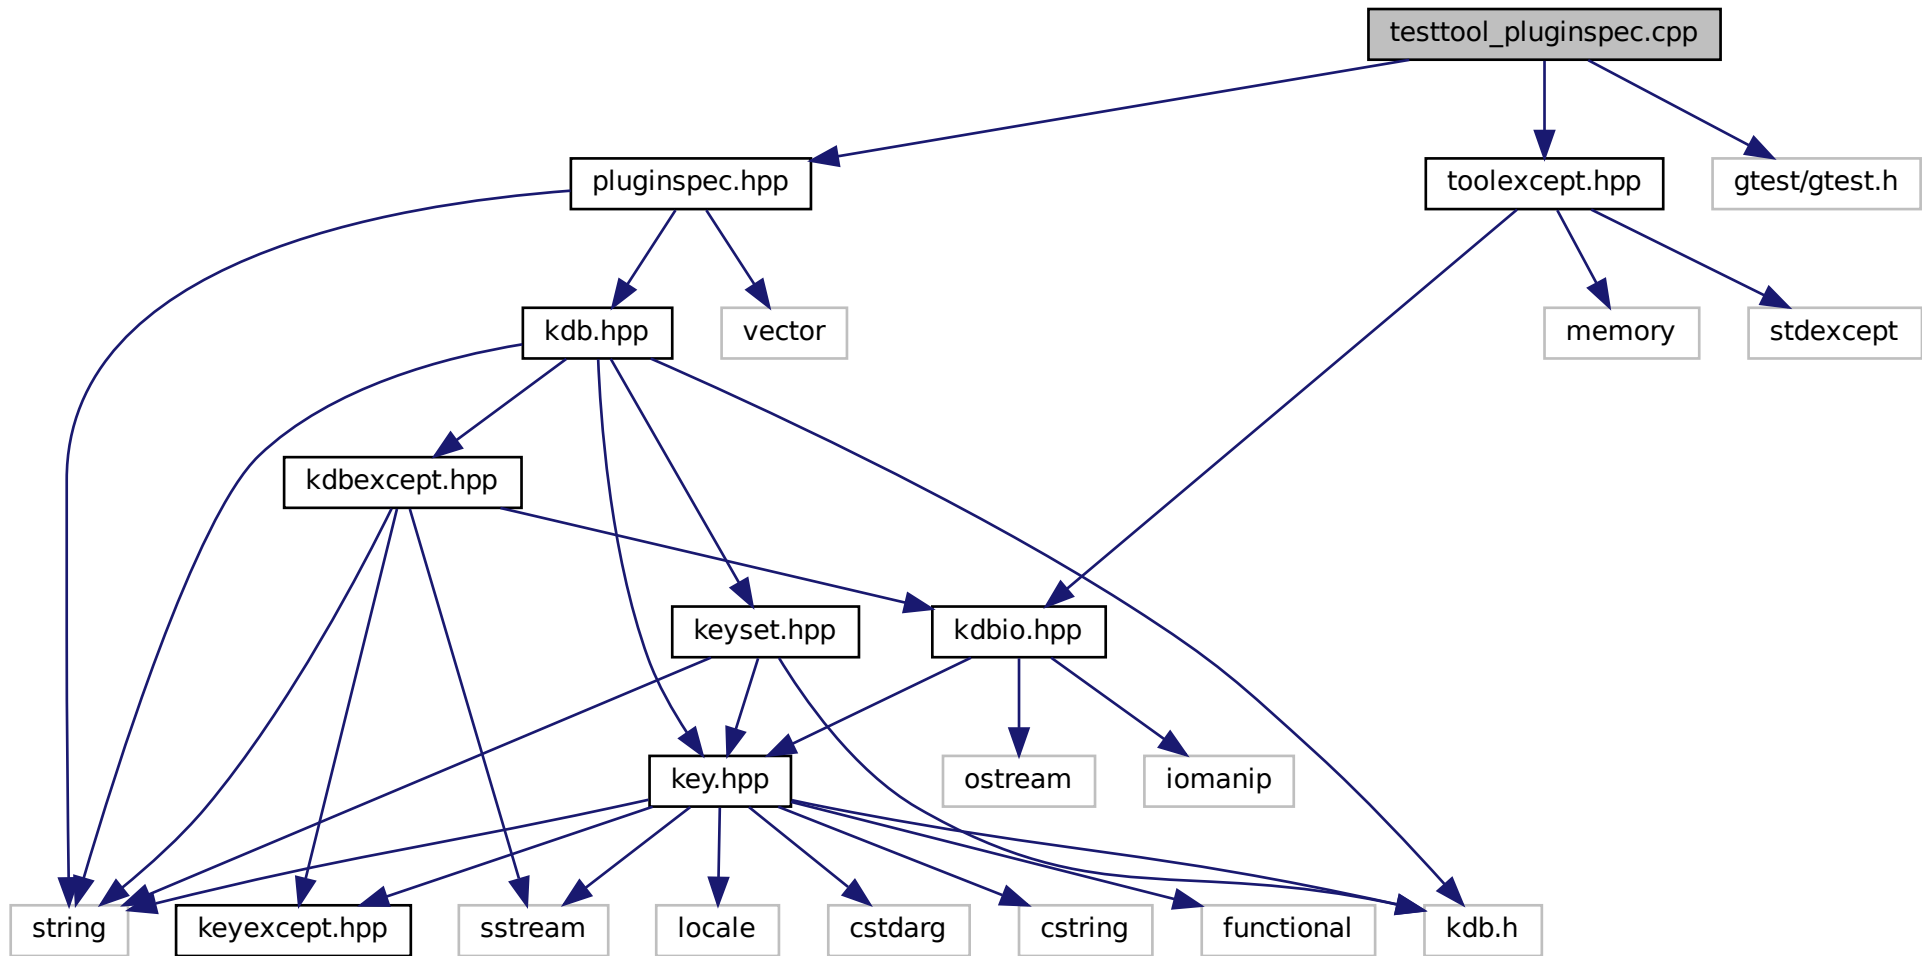 testtool_pluginspec.cpp
pluginspec.hpp
toolexcept.hpp
gtest/gtest.h
kdb.hpp
vector
memory
stdexcept
kdbexcept.hpp
keyset.hpp
kdbio.hpp
key.hpp
ostream
iomanip
string
keyexcept.hpp
sstream
locale
cstdarg
cstring
functional
kdb.h